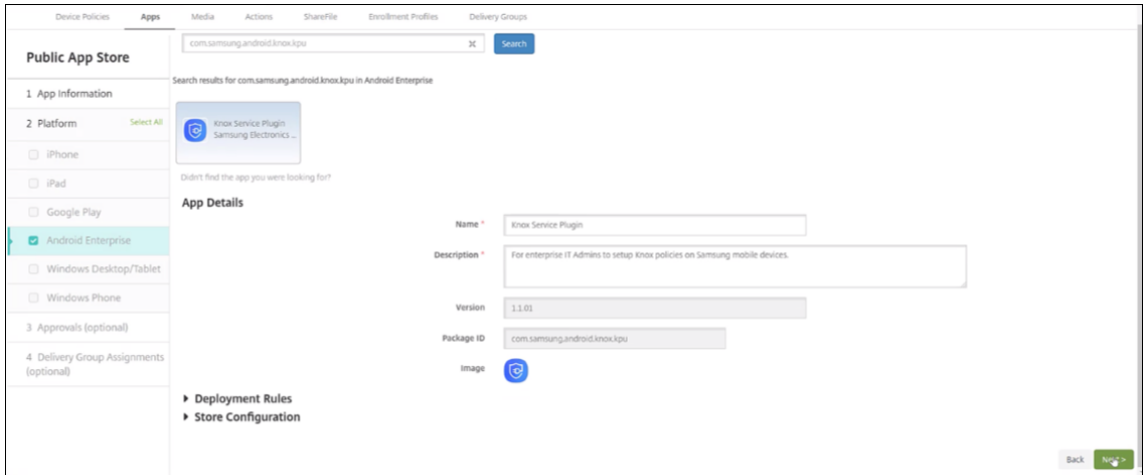 Device Policies Apps Media Actions ShareFile Enrollment Profiles Delivery Groups
Public App Store
1 App Information
2 Platform Select All
iPhone
iPad
Google Play
Android Enterprise
Windows Desktop/Tablet
Windows Phone
3 Approvals (optional)
4 Delivery Group Assignments
(optional)
com.samsung.android.knox.kpu Search
Search results for com.samsung.android.knox.kpu in Android Enterprise
Knox Service Plugin
Samsung Electronics ...
Didn't find the app you were looking for?
App Details
Name * Knox Service Plugin
Description * For enterprise IT Admins to setup Knox policies on Samsung mobile devices.
Version 1.1.01
Package ID com.samsung.android.knox.kpu
Image
Deployment Rules
Store Configuration
Back Next >